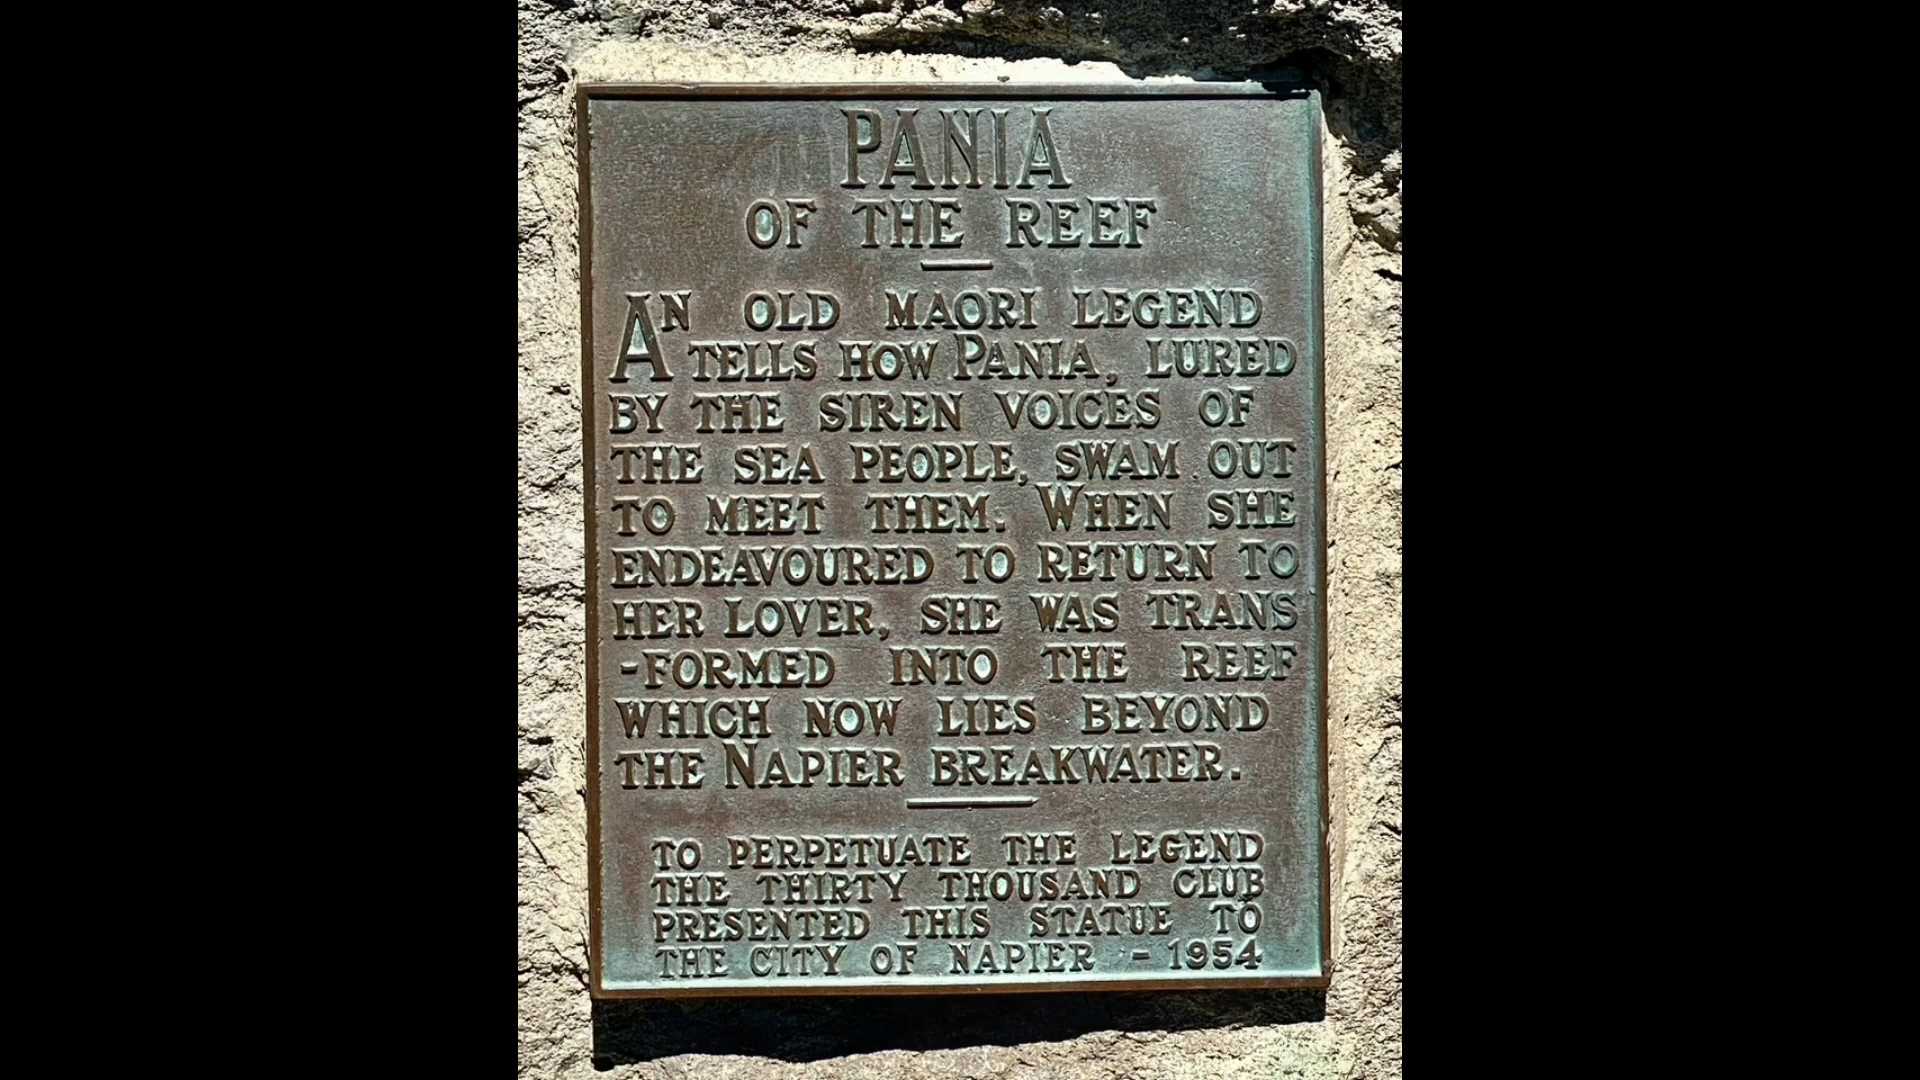 PANIA
OF THE REEF
AN OLD MAORI LEGEND
TELLS HOW PANIA, LURED
BY THE SIREN VOICES OF
THE SEA PEOPLE, SWAM OUT
TO MEET THEM. WHEN SHE
ENDEAVOURED TO RETURN TO
HER LOVER, SHE WAS TRANS
-FORMED INTO THE REEF
WHICH NOW LIES BEYOND
THE NAPIER BREAKWATER.
TO PERPETUATE THE LEGEND
THE THIRTY THOUSAND CLUB
PRESENTED THIS STATUE TO
THE CITY OF NAPIER - 1954